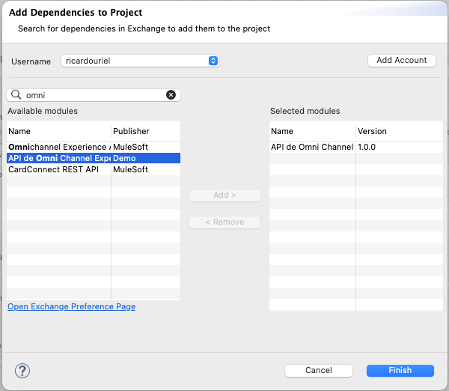 Add Dependencies to Project
Search for dependencies in Exchange to add them to the project
Username ricardouriel Add Account
omni
Available modules Selected modules
Name Publisher Name Version
Omnichannel Experience A MuleSoft API de Omni Channel 1.0.0
API de Omni Channel Expe Demo
CardConnect REST API MuleSoft
Add >
< Remove
Open Exchange Preference Page
? Cancel Finish